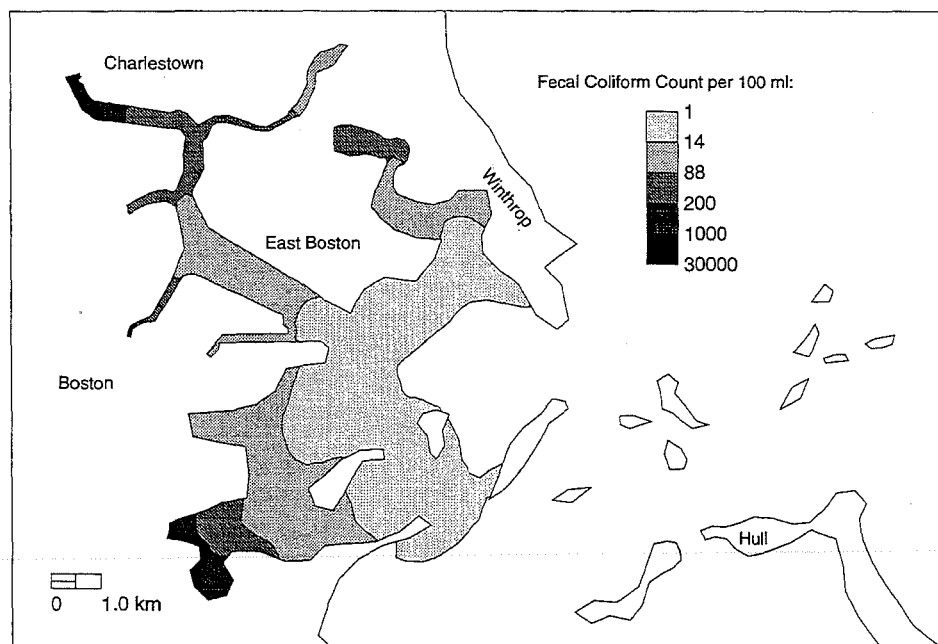 Charlestown
Fecal Coliform Count per 100 ml:
1
14
88
200
1000
30000
Winthrop
East Boston
Boston
Hull
0 1.0 km